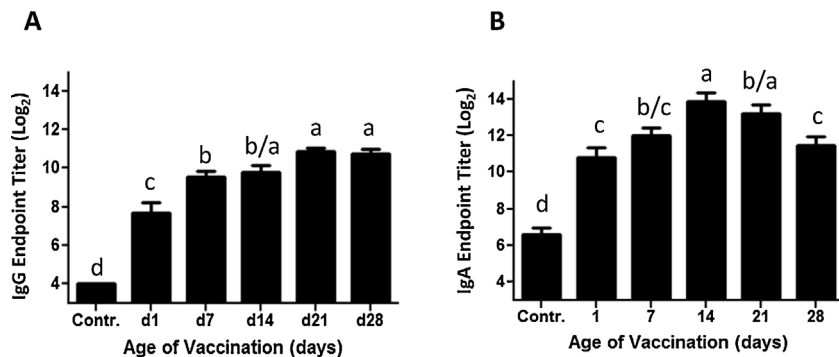 A
IgG Endpoint Titer (Log2)
14
12
10
8
6
4
d
c
b
b/a
a
a
Contr. d1 d7 d14 d21 d28
Age of Vaccination (days)
B
IgA Endpoint Titer (Log2)
14
12
10
8
6
4
d
c
b/c
a
b/a
c
Contr. 1 7 14 21 28
Age of Vaccination (days)